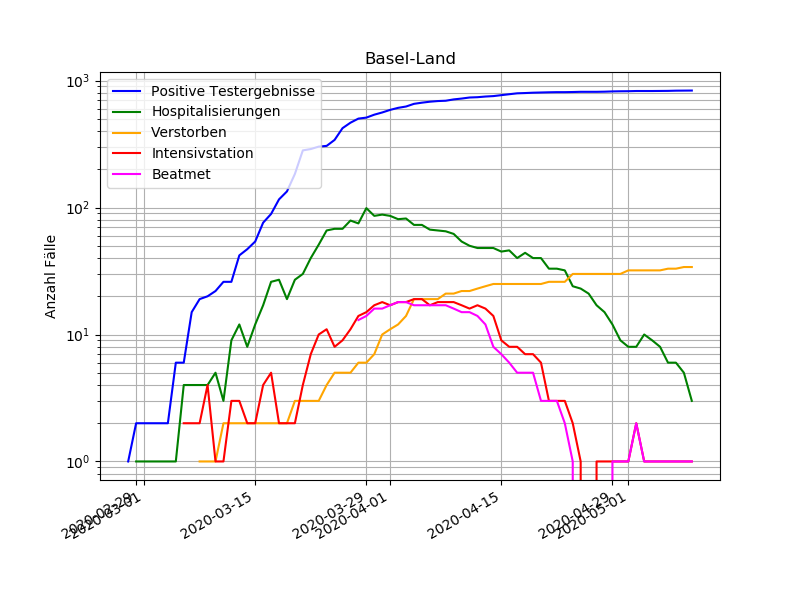 Basel-Land
Anzahl Fälle
10³
10²
10¹
10⁰
Positive Testergebnisse
Hospitalisierungen
Verstorben
Intensivstation
Beatmet
2020-03-01
2020-03-15
2020-03-29
2020-04-01
2020-04-15
2020-04-29
2020-05-01